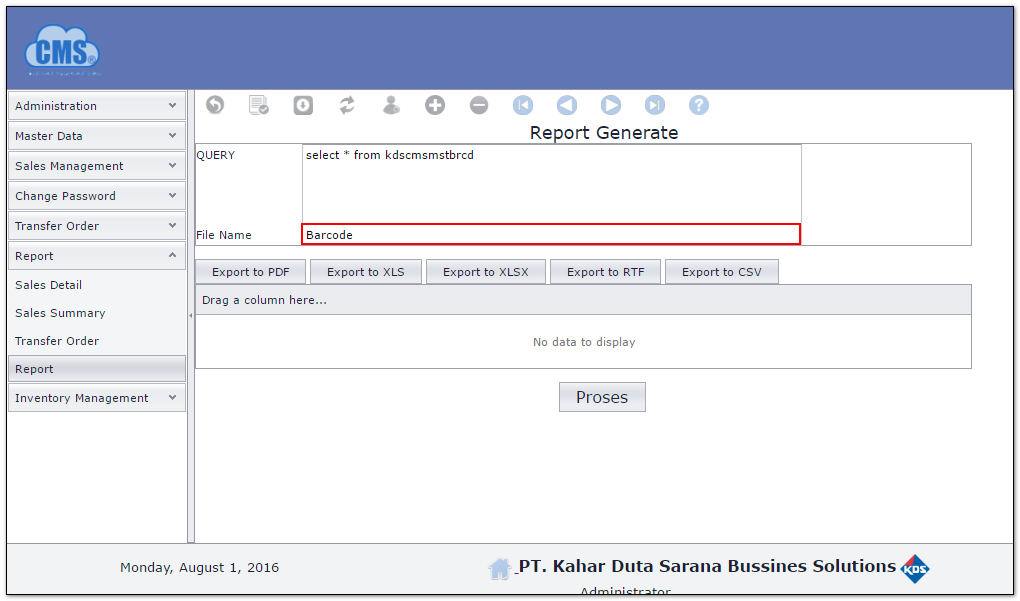 CMS®
Administration
Master Data
Sales Management
Change Password
Transfer Order
Report
Sales Detail
Sales Summary
Transfer Order
Report
Inventory Management
Report Generate
QUERY
select * from kdscmsmstbrcd
File Name
Barcode
Export to PDF
Export to XLS
Export to XLSX
Export to RTF
Export to CSV
Drag a column here...
No data to display
Proses
Monday, August 1, 2016
PT. Kahar Duta Sarana Bussines Solutions
KDS
Administrator